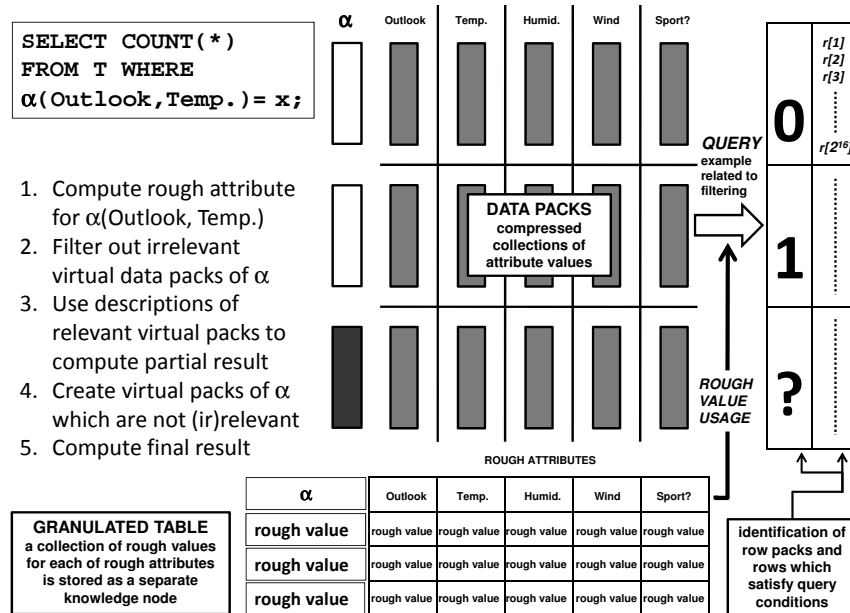 SELECT COUNT(*)
FROM T WHERE
α(Outlook,Temp.)= x;
1. Compute rough attribute
for α(Outlook, Temp.)
2. Filter out irrelevant
virtual data packs of α
3. Use descriptions of
relevant virtual packs to
compute partial result
4. Create virtual packs of α
which are not (ir)relevant
5. Compute final result
α Outlook Temp. Humid. Wind Sport?
DATA PACKS
compressed
collections of
attribute values
QUERY
example
related to
filtering
ROUGH
VALUE
USAGE
0
r[1]
r[2]
r[3]
r[2¹⁶]
1
?
ROUGH ATTRIBUTES
α Outlook Temp. Humid. Wind Sport?
rough value rough value rough value rough value rough value rough value
rough value rough value rough value rough value rough value rough value
rough value rough value rough value rough value rough value rough value
GRANULATED TABLE
a collection of rough values
for each of rough attributes
is stored as a separate
knowledge node
identification of
row packs and
rows which
satisfy query
conditions